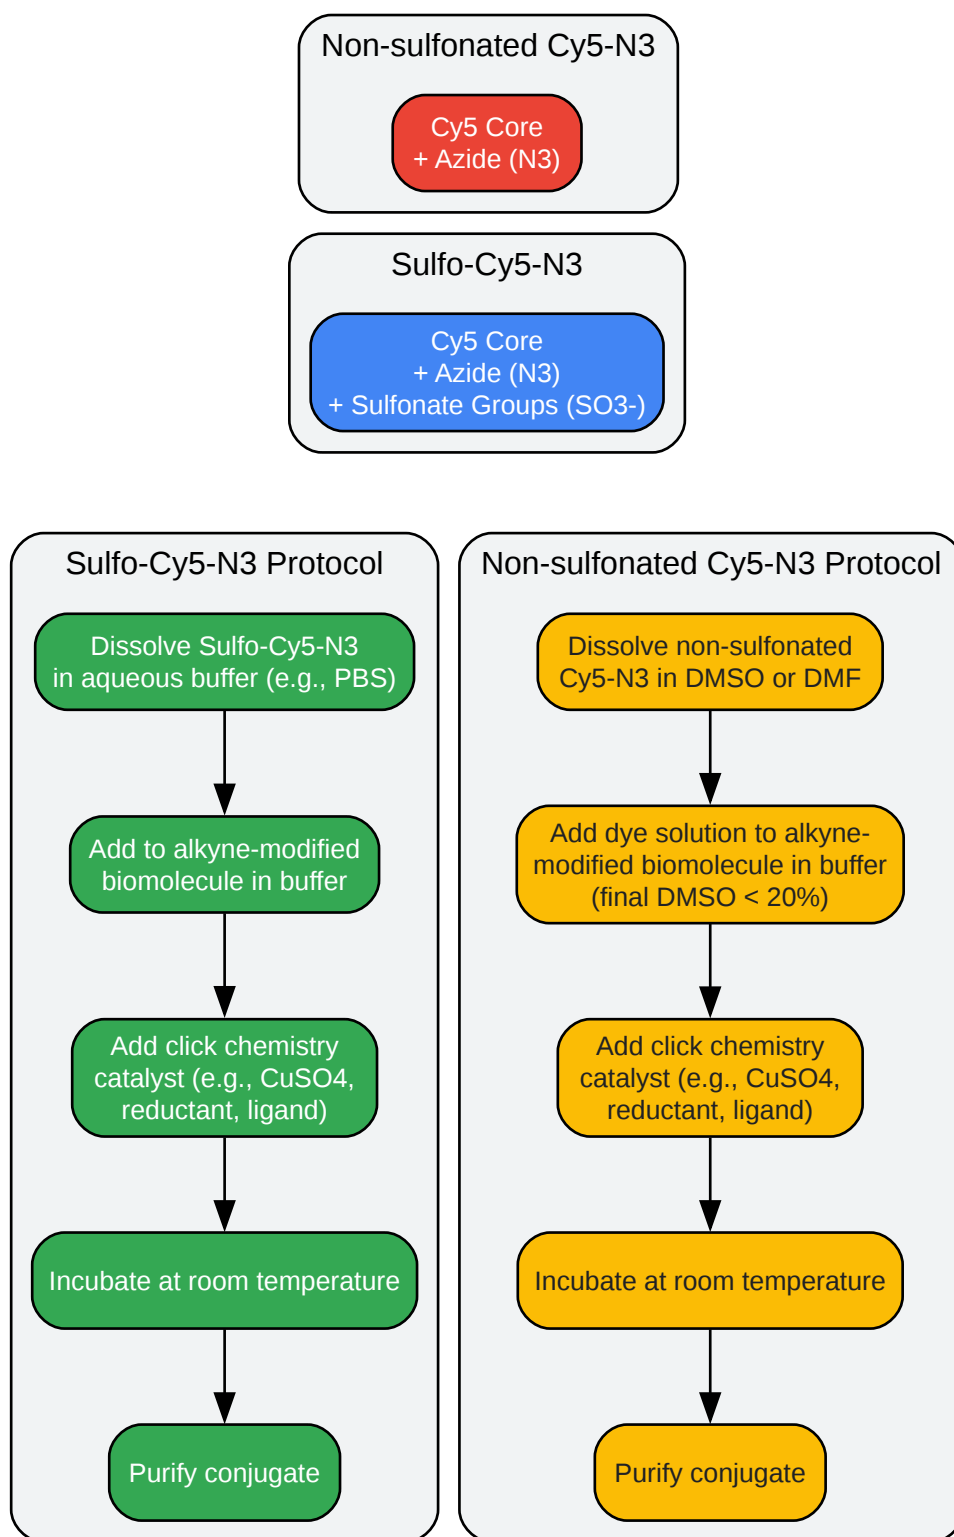 Non-sulfonated Cy5-N3
Cy5 Core
+ Azide (N3)
Sulfo-Cy5-N3
Cy5 Core
+ Azide (N3)
+ Sulfonate Groups (SO3-)
Sulfo-Cy5-N3 Protocol
Dissolve Sulfo-Cy5-N3
in aqueous buffer (e.g., PBS)
Add to alkyne-modified
biomolecule in buffer
Add click chemistry
catalyst (e.g., CuSO4,
reductant, ligand)
Incubate at room temperature
Purify conjugate
Non-sulfonated Cy5-N3 Protocol
Dissolve non-sulfonated
Cy5-N3 in DMSO or DMF
Add dye solution to alkyne-
modified biomolecule in buffer
(final DMSO < 20%)
Add click chemistry
catalyst (e.g., CuSO4,
reductant, ligand)
Incubate at room temperature
Purify conjugate